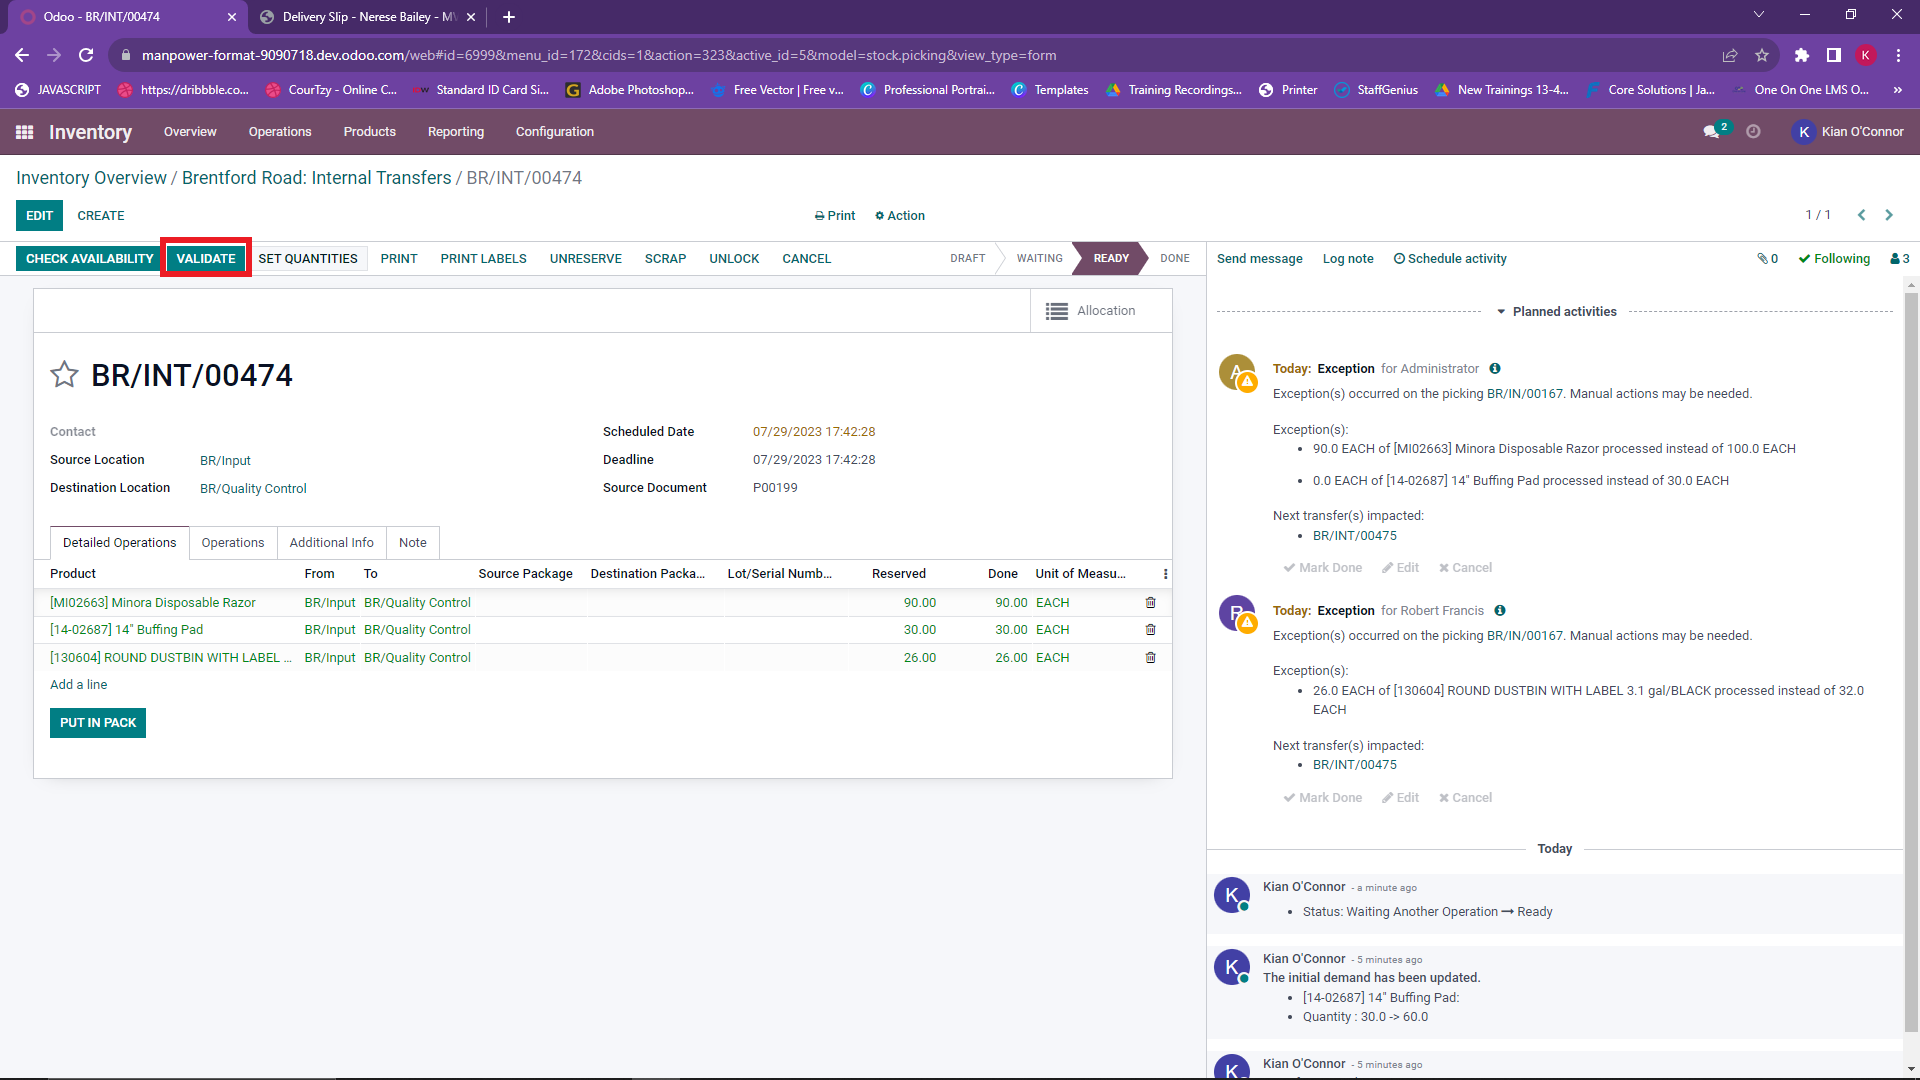 Odoo - BR/INT/00474
Delivery Slip - Nerese Bailey - M
manpower-format-9090718.dev.odoo.com/web#id=6999&menu_id=172&cids=1&action=323&active_id=5&model=stock.picking&view_type=form
K
JAVASCRIPT
https://dribbble.co...
CourTzy - Online C...
Standard ID Card Si...
Adobe Photoshop...
Free Vector | Free v...
Professional Portrai...
Templates
Training Recordings...
Printer
StaffGenius
New Trainings 13-4...
Core Solutions | Ja...
One On One LMS O...
»
Inventory Overview Operations Products Reporting Configuration
2
K Kian O'Connor
Inventory Overview / Brentford Road: Internal Transfers / BR/INT/00474
EDIT CREATE
Print Action
1 / 1
CHECK AVAILABILITY VALIDATE SET QUANTITIES PRINT PRINT LABELS UNRESERVE SCRAP UNLOCK CANCEL
DRAFT WAITING READY DONE
Allocation
BR/INT/00474
Contact
Source Location BR/Input
Destination Location BR/Quality Control
Scheduled Date 07/29/2023 17:42:28
Deadline 07/29/2023 17:42:28
Source Document P00199
Detailed Operations Operations Additional Info Note
Product From To Source Package Destination Packa... Lot/Serial Numb... Reserved Done Unit of Measu...
[MI02663] Minora Disposable Razor BR/Input BR/Quality Control 90.00 90.00 EACH
[14-02687] 14" Buffing Pad BR/Input BR/Quality Control 30.00 30.00 EACH
[130604] ROUND DUSTBIN WITH LABEL ... BR/Input BR/Quality Control 26.00 26.00 EACH
Add a line
PUT IN PACK
Send message Log note Schedule activity
0 Following 3
Planned activities
A
Today: Exception for Administrator
Exception(s) occurred on the picking BR/IN/00167. Manual actions may be needed.
Exception(s):
• 90.0 EACH of [MI02663] Minora Disposable Razor processed instead of 100.0 EACH
• 0.0 EACH of [14-02687] 14" Buffing Pad processed instead of 30.0 EACH
Next transfer(s) impacted:
• BR/INT/00475
Mark Done Edit Cancel
R
Today: Exception for Robert Francis
Exception(s) occurred on the picking BR/IN/00167. Manual actions may be needed.
Exception(s):
• 26.0 EACH of [130604] ROUND DUSTBIN WITH LABEL 3.1 gal/BLACK processed instead of 32.0
EACH
Next transfer(s) impacted:
• BR/INT/00475
Mark Done Edit Cancel
Today
K
Kian O'Connor - a minute ago
• Status: Waiting Another Operation → Ready
K
Kian O'Connor - 5 minutes ago
The initial demand has been updated.
• [14-02687] 14" Buffing Pad:
• Quantity : 30.0 -> 60.0
K
Kian O'Connor - 5 minutes ago